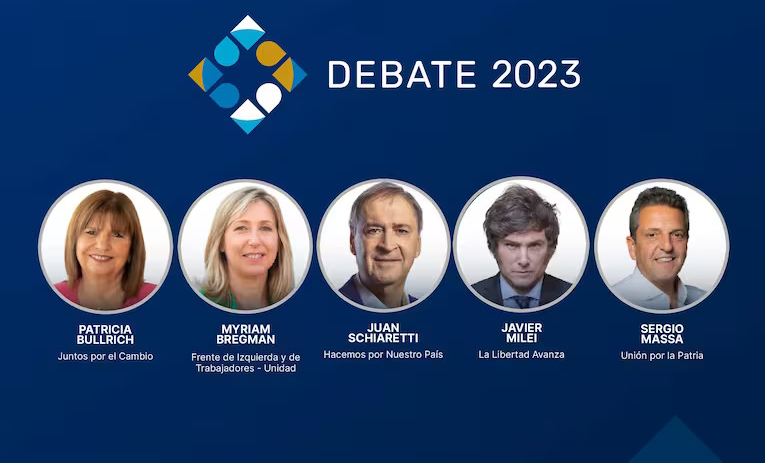 DEBATE 2023
PATRICIA
BULLRICH
Juntos por el Cambio
MYRIAM
BREGMAN
Frente de Izquierda y de
Trabajadores - Unidad
JUAN
SCHIARETTI
Hacemos por Nuestro País
JAVIER
MILEI
La Libertad Avanza
SERGIO
MASSA
Unión por la Patria